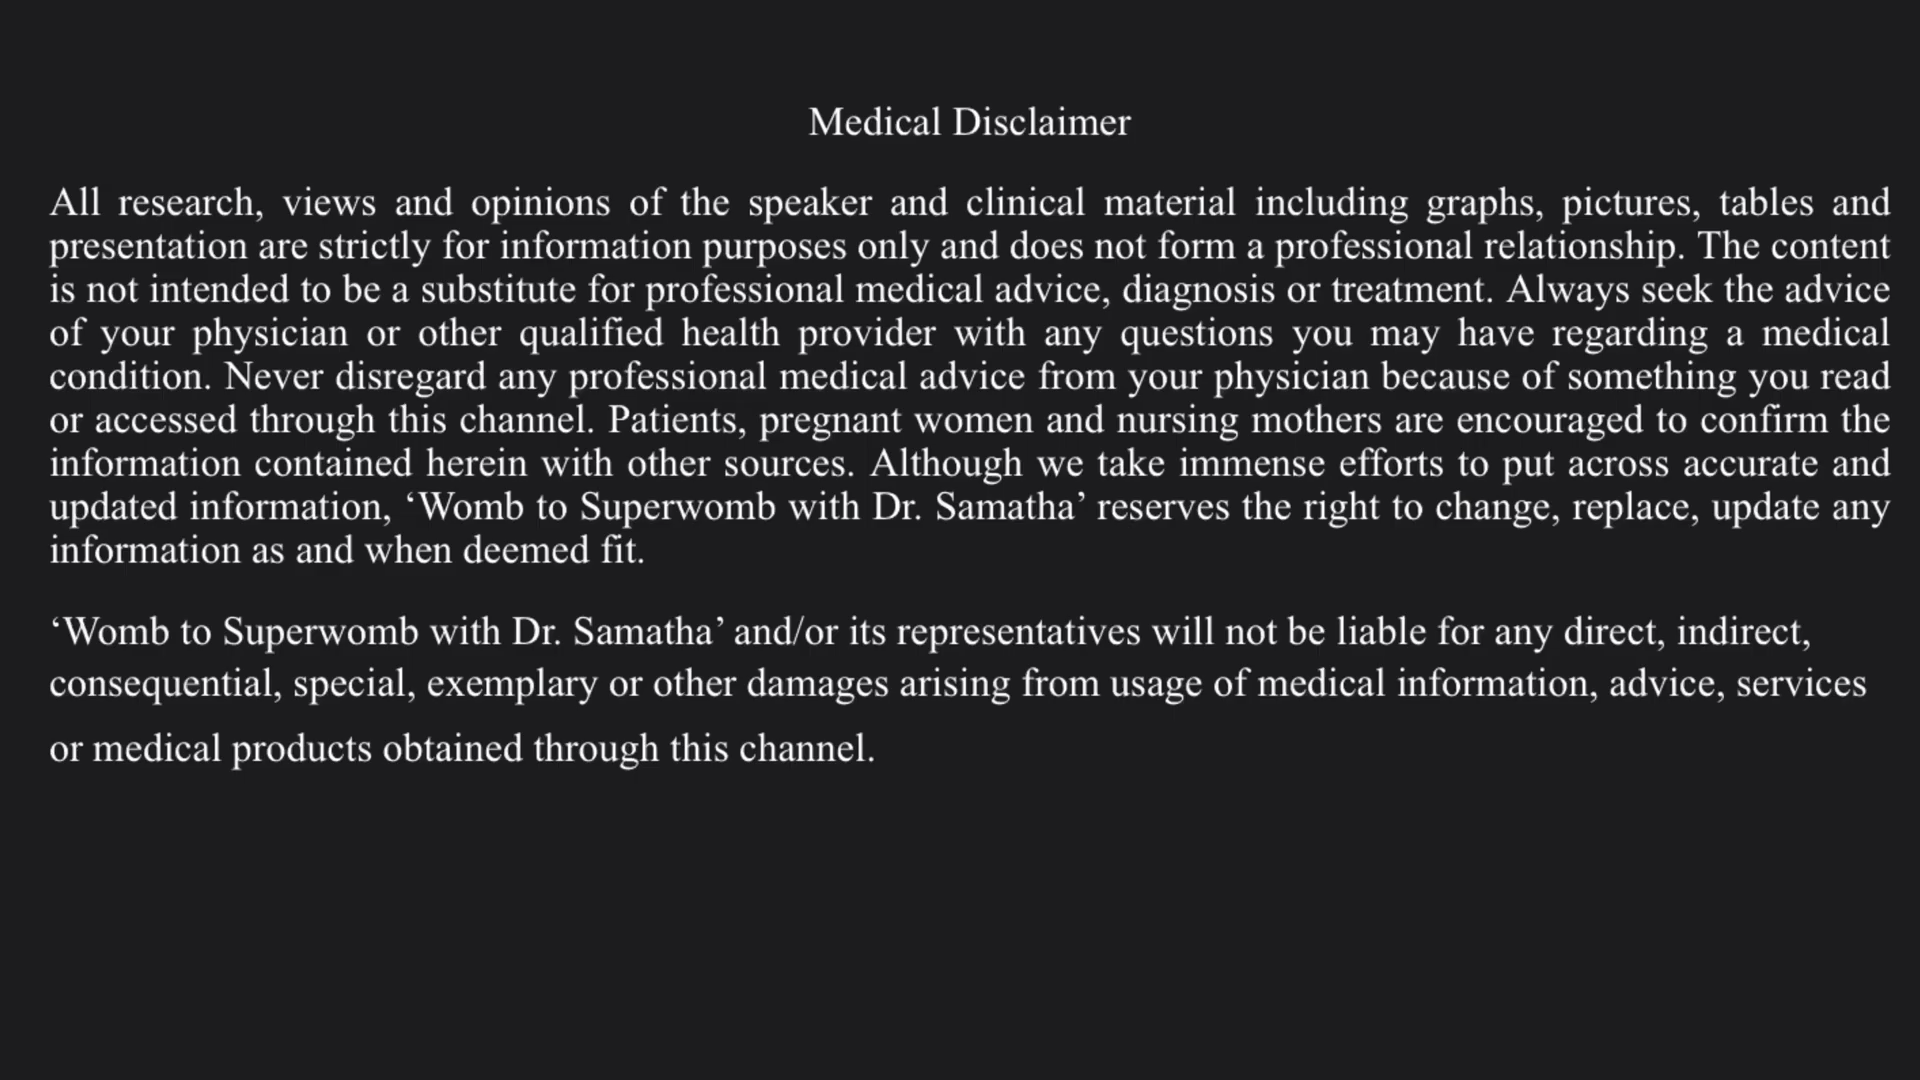 Medical Disclaimer
All research, views and opinions of the speaker and clinical material including graphs, pictures, tables and
presentation are strictly for information purposes only and does not form a professional relationship. The content
is not intended to be a substitute for professional medical advice, diagnosis or treatment. Always seek the advice
of your physician or other qualified health provider with any questions you may have regarding a medical
condition. Never disregard any professional medical advice from your physician because of something you read
or accessed through this channel. Patients, pregnant women and nursing mothers are encouraged to confirm the
information contained herein with other sources. Although we take immense efforts to put across accurate and
updated information, ‘Womb to Superwomb with Dr. Samatha’ reserves the right to change, replace, update any
information as and when deemed fit.
‘Womb to Superwomb with Dr. Samatha’ and/or its representatives will not be liable for any direct, indirect,
consequential, special, exemplary or other damages arising from usage of medical information, advice, services
or medical products obtained through this channel.